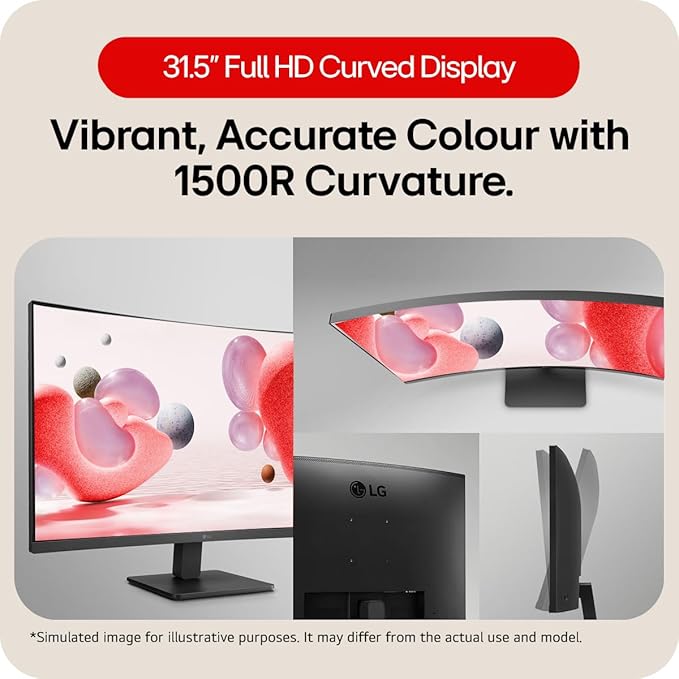 31.5″ Full HD Curved Display
Vibrant, Accurate Colour with
1500R Curvature.
LG
LG
*Simulated image for illustrative purposes. It may differ from the actual use and model.